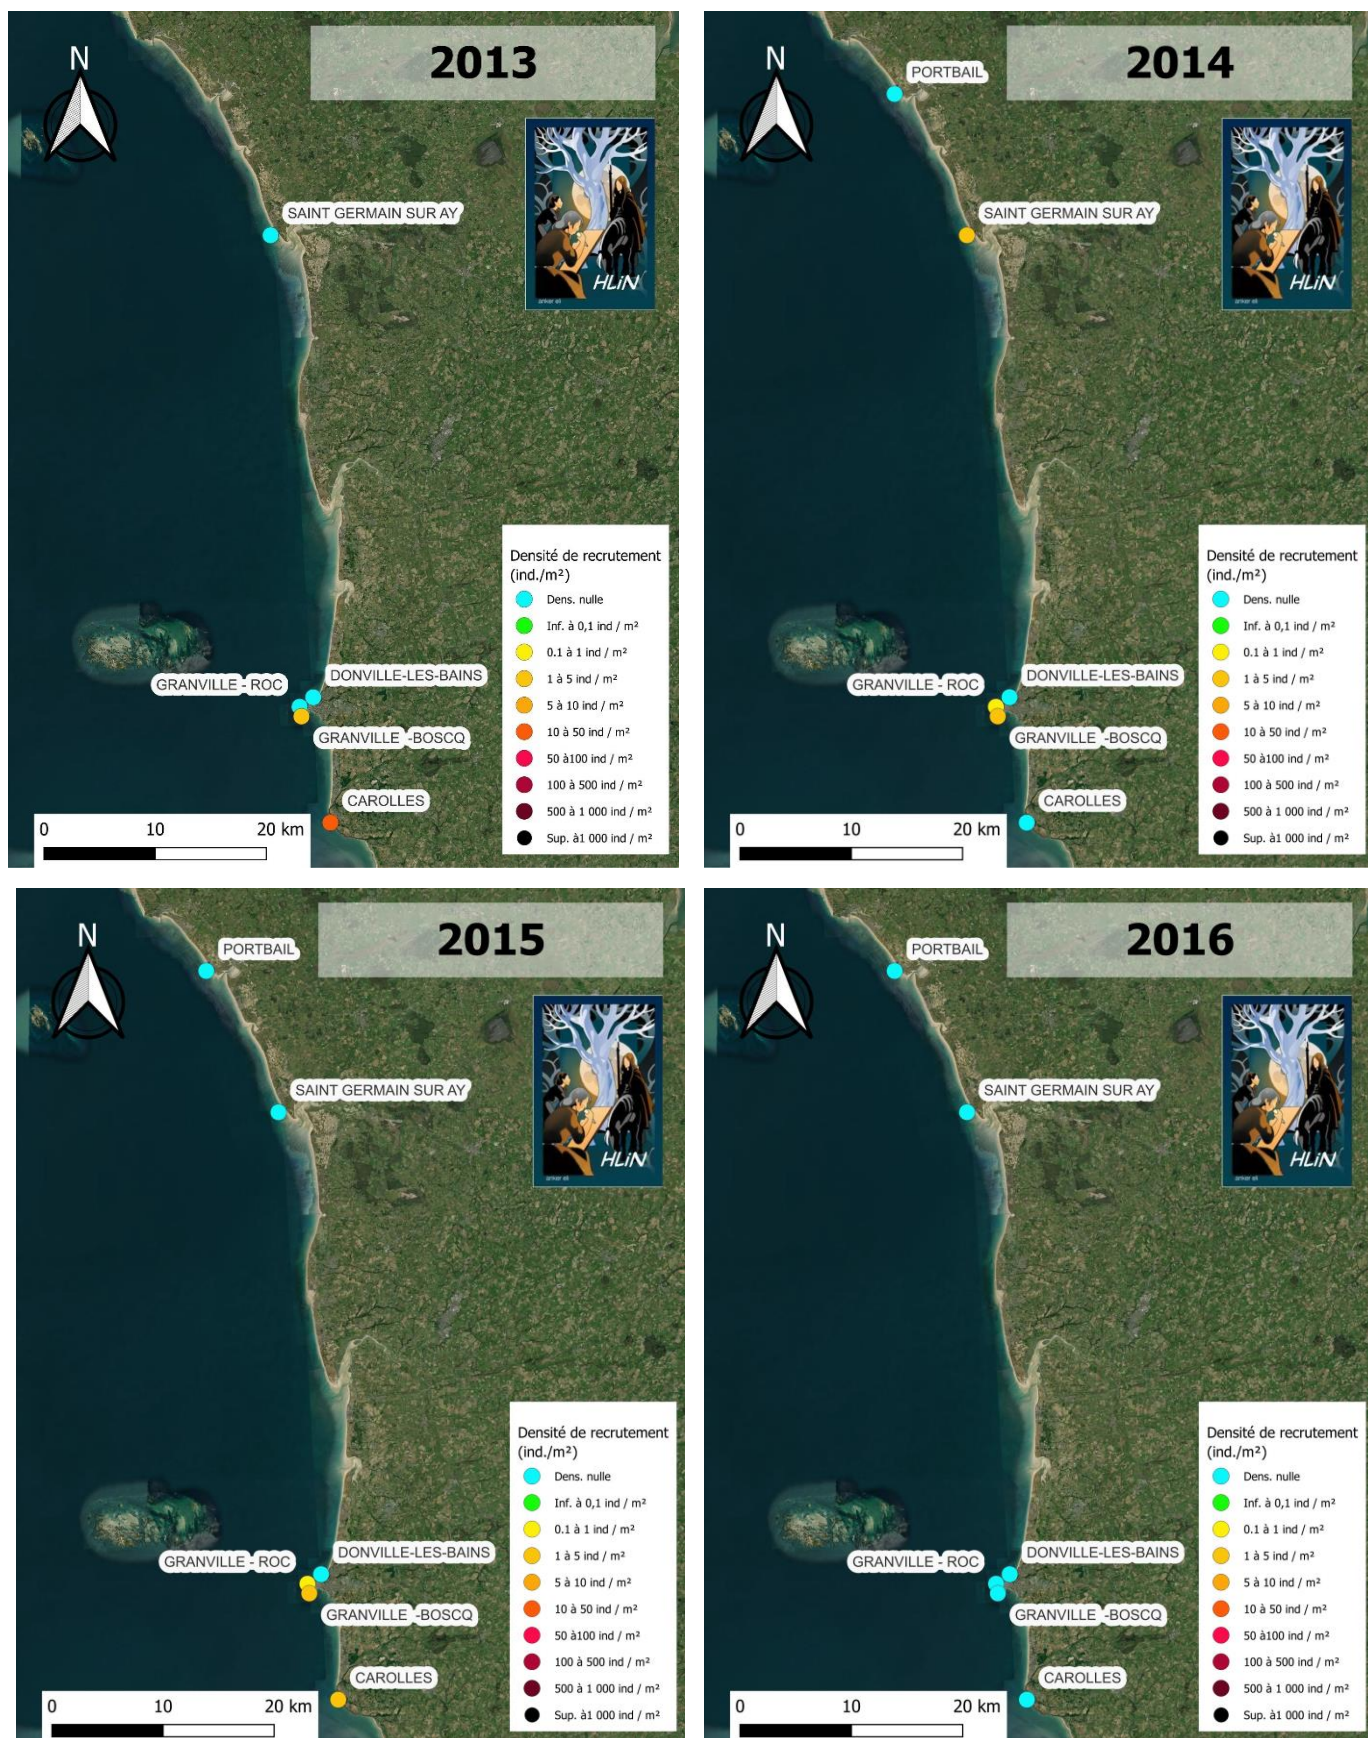 2013
N
SAINT GERMAIN SUR AY
HLiN
anker eli
Densité de recrutement
(ind./m²)
Dens. nulle
Inf. à 0,1 ind / m²
0.1 à 1 ind / m²
1 à 5 ind / m²
5 à 10 ind / m²
10 à 50 ind / m²
50 à100 ind / m²
100 à 500 ind / m²
500 à 1 000 ind / m²
Sup. à1 000 ind / m²
DONVILLE-LES-BAINS
GRANVILLE - ROC
GRANVILLE -BOSCQ
CAROLLES
0 10 20 km
2014
N
PORTBAIL
SAINT GERMAIN SUR AY
HLiN
anker eli
Densité de recrutement
(ind./m²)
Dens. nulle
Inf. à 0,1 ind / m²
0.1 à 1 ind / m²
1 à 5 ind / m²
5 à 10 ind / m²
10 à 50 ind / m²
50 à100 ind / m²
100 à 500 ind / m²
500 à 1 000 ind / m²
Sup. à1 000 ind / m²
DONVILLE-LES-BAINS
GRANVILLE - ROC
GRANVILLE -BOSCQ
CAROLLES
0 10 20 km
2015
N
PORTBAIL
SAINT GERMAIN SUR AY
HLiN
anker eli
Densité de recrutement
(ind./m²)
Dens. nulle
Inf. à 0,1 ind / m²
0.1 à 1 ind / m²
1 à 5 ind / m²
5 à 10 ind / m²
10 à 50 ind / m²
50 à100 ind / m²
100 à 500 ind / m²
500 à 1 000 ind / m²
Sup. à1 000 ind / m²
DONVILLE-LES-BAINS
GRANVILLE - ROC
GRANVILLE -BOSCQ
CAROLLES
0 10 20 km
2016
N
PORTBAIL
SAINT GERMAIN SUR AY
HLiN
anker eli
Densité de recrutement
(ind./m²)
Dens. nulle
Inf. à 0,1 ind / m²
0.1 à 1 ind / m²
1 à 5 ind / m²
5 à 10 ind / m²
10 à 50 ind / m²
50 à100 ind / m²
100 à 500 ind / m²
500 à 1 000 ind / m²
Sup. à1 000 ind / m²
DONVILLE-LES-BAINS
GRANVILLE - ROC
GRANVILLE -BOSCQ
CAROLLES
0 10 20 km